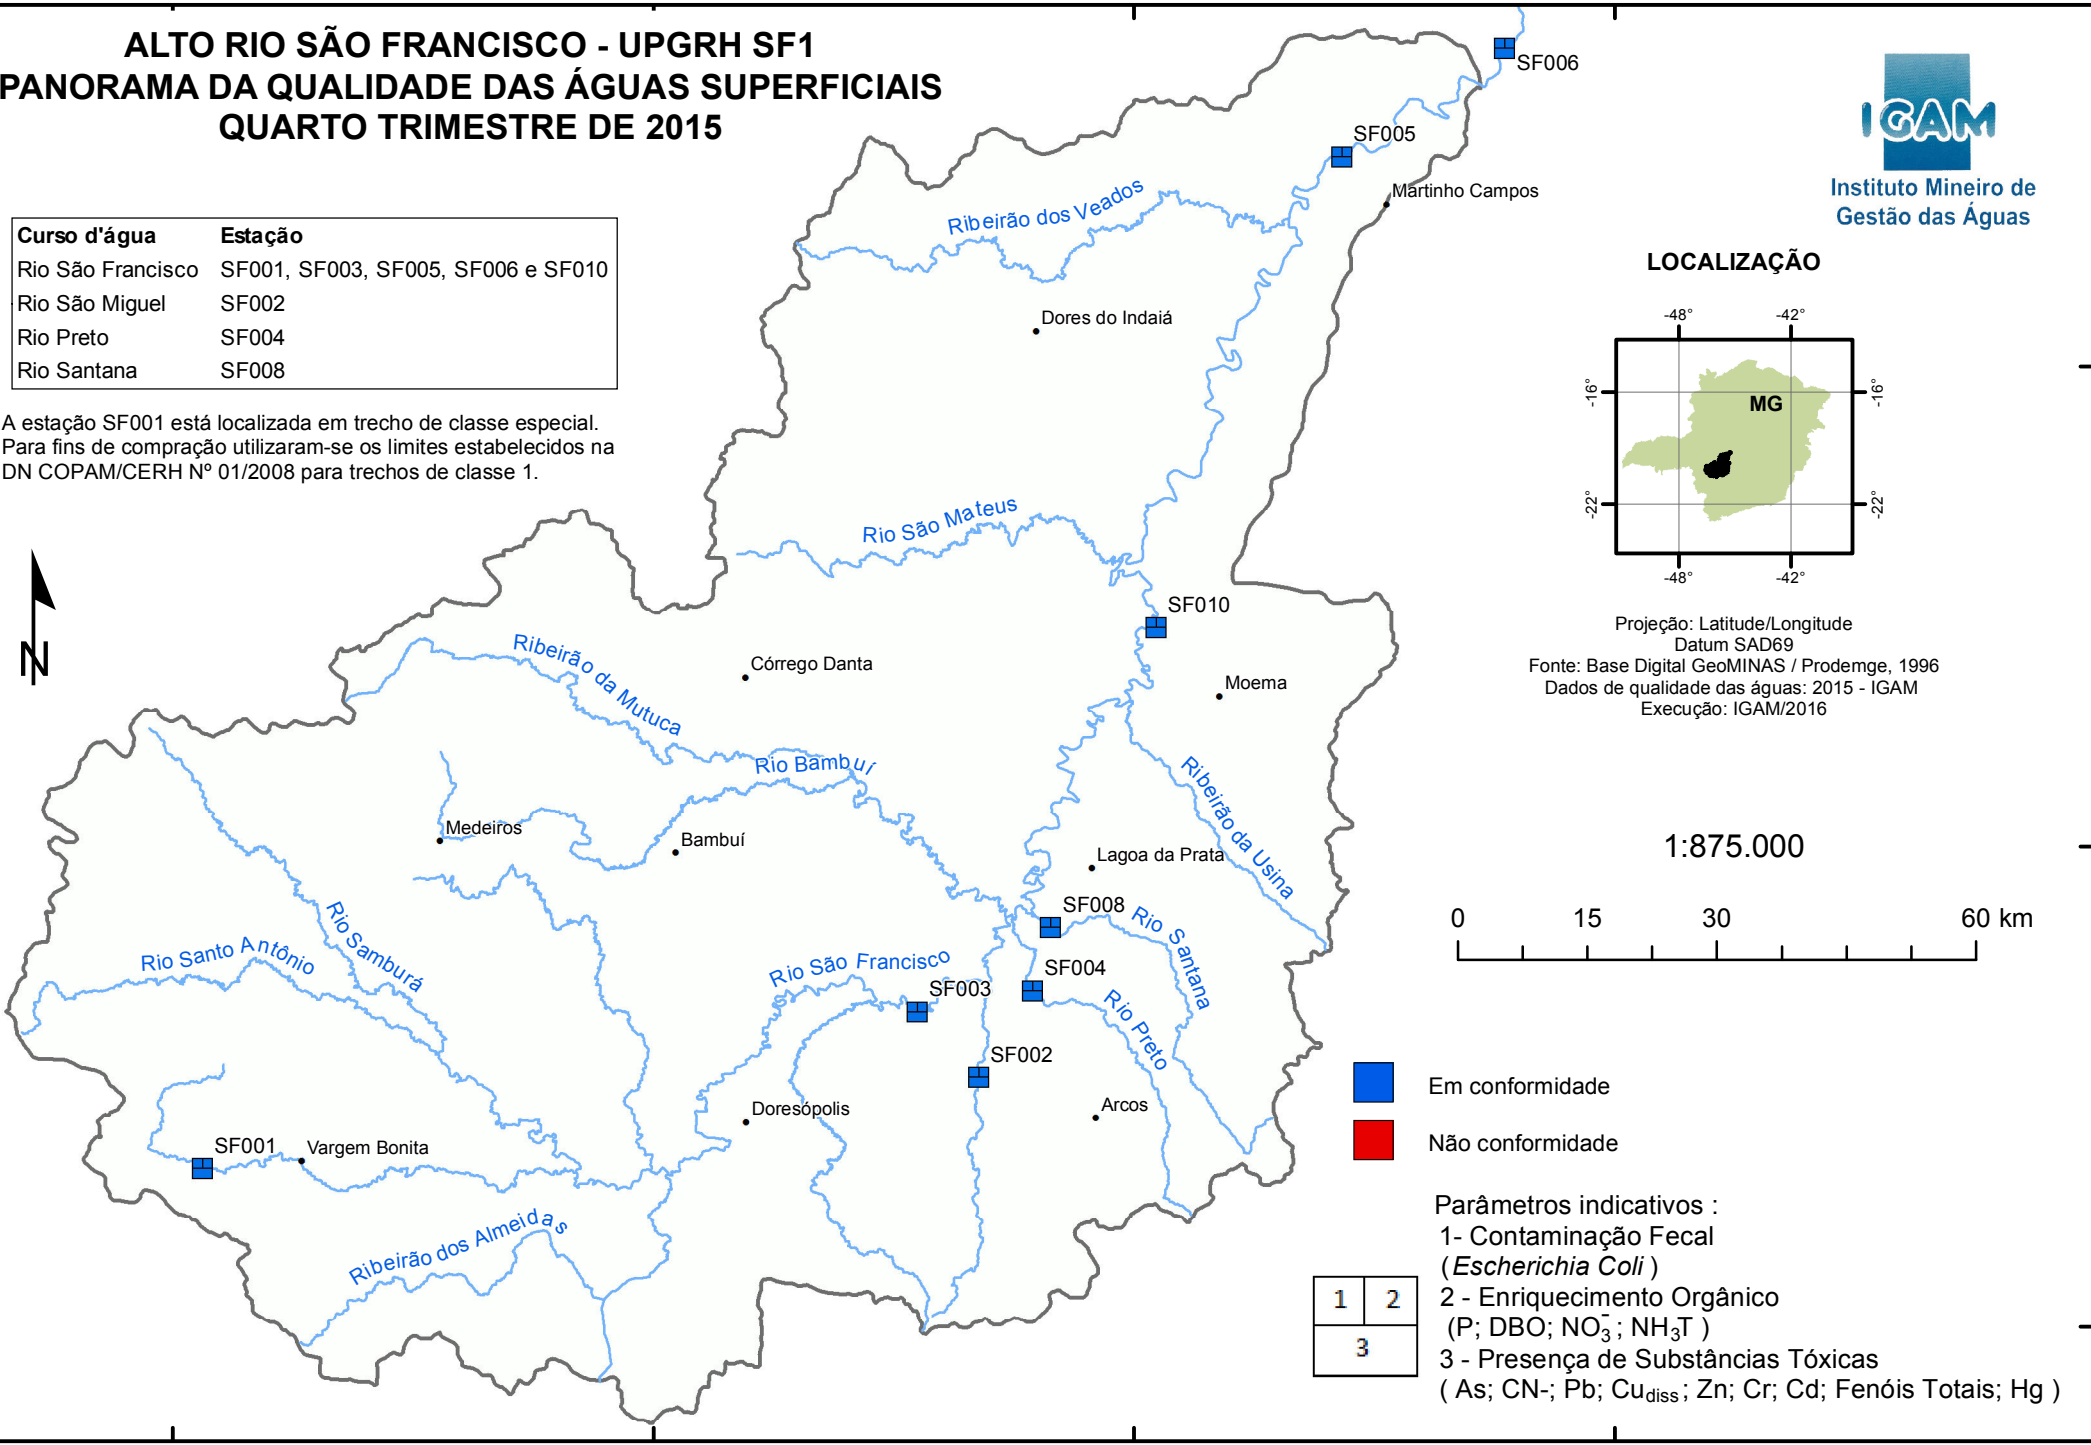 ALTO RIO SÃO FRANCISCO - UPGRH SF1
PANORAMA DA QUALIDADE DAS ÁGUAS SUPERFICIAIS
QUARTO TRIMESTRE DE 2015
Curso d'água Estação
Rio São Francisco SF001, SF003, SF005, SF006 e SF010
Rio São Miguel SF002
Rio Preto SF004
Rio Santana SF008
A estação SF001 está localizada em trecho de classe especial.
Para fins de compração utilizaram-se os limites estabelecidos na
DN COPAM/CERH Nº 01/2008 para trechos de classe 1.
N
SF006
SF005
Martinho Campos
Ribeirão dos Veados
Dores do Indaiá
Rio São Mateus
SF010
Ribeirão da Mutuca
Córrego Danta
Moema
Rio Bambuí
Ribeirão da Usina
Medeiros
Bambuí
Lagoa da Prata
SF008
Rio Santana
Rio Samburá
Rio Santo Antônio
Rio São Francisco
SF003
SF004
Rio Preto
SF002
Doresópolis
Arcos
SF001
Vargem Bonita
Ribeirão dos Almeidas
IGAM
Instituto Mineiro de
Gestão das Águas
LOCALIZAÇÃO
-48° -42°
-16° -16°
MG
-22° -22°
-48° -42°
Projeção: Latitude/Longitude
Datum SAD69
Fonte: Base Digital GeoMINAS / Prodemge, 1996
Dados de qualidade das águas: 2015 - IGAM
Execução: IGAM/2016
1:875.000
0 15 30 60 km
Em conformidade
Não conformidade
Parâmetros indicativos :
1- Contaminação Fecal
(Escherichia Coli )
2 - Enriquecimento Orgânico
(P; DBO; NO₃⁻; NH₃T )
3 - Presença de Substâncias Tóxicas
( As; CN-; Pb; Cudiss; Zn; Cr; Cd; Fenóis Totais; Hg )
1 2
3